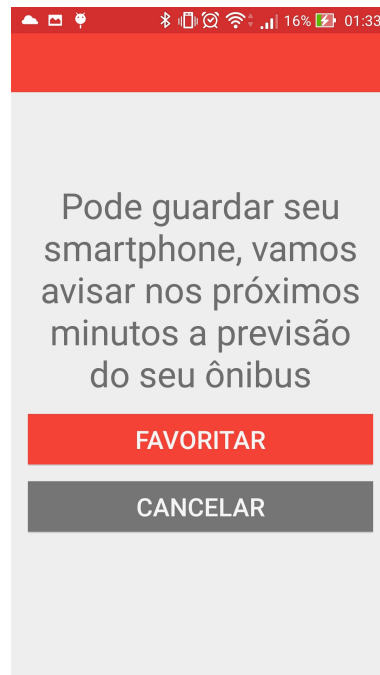 16% 01:33
Pode guardar seu
smartphone, vamos
avisar nos próximos
minutos a previsão
do seu ônibus
FAVORITAR
CANCELAR